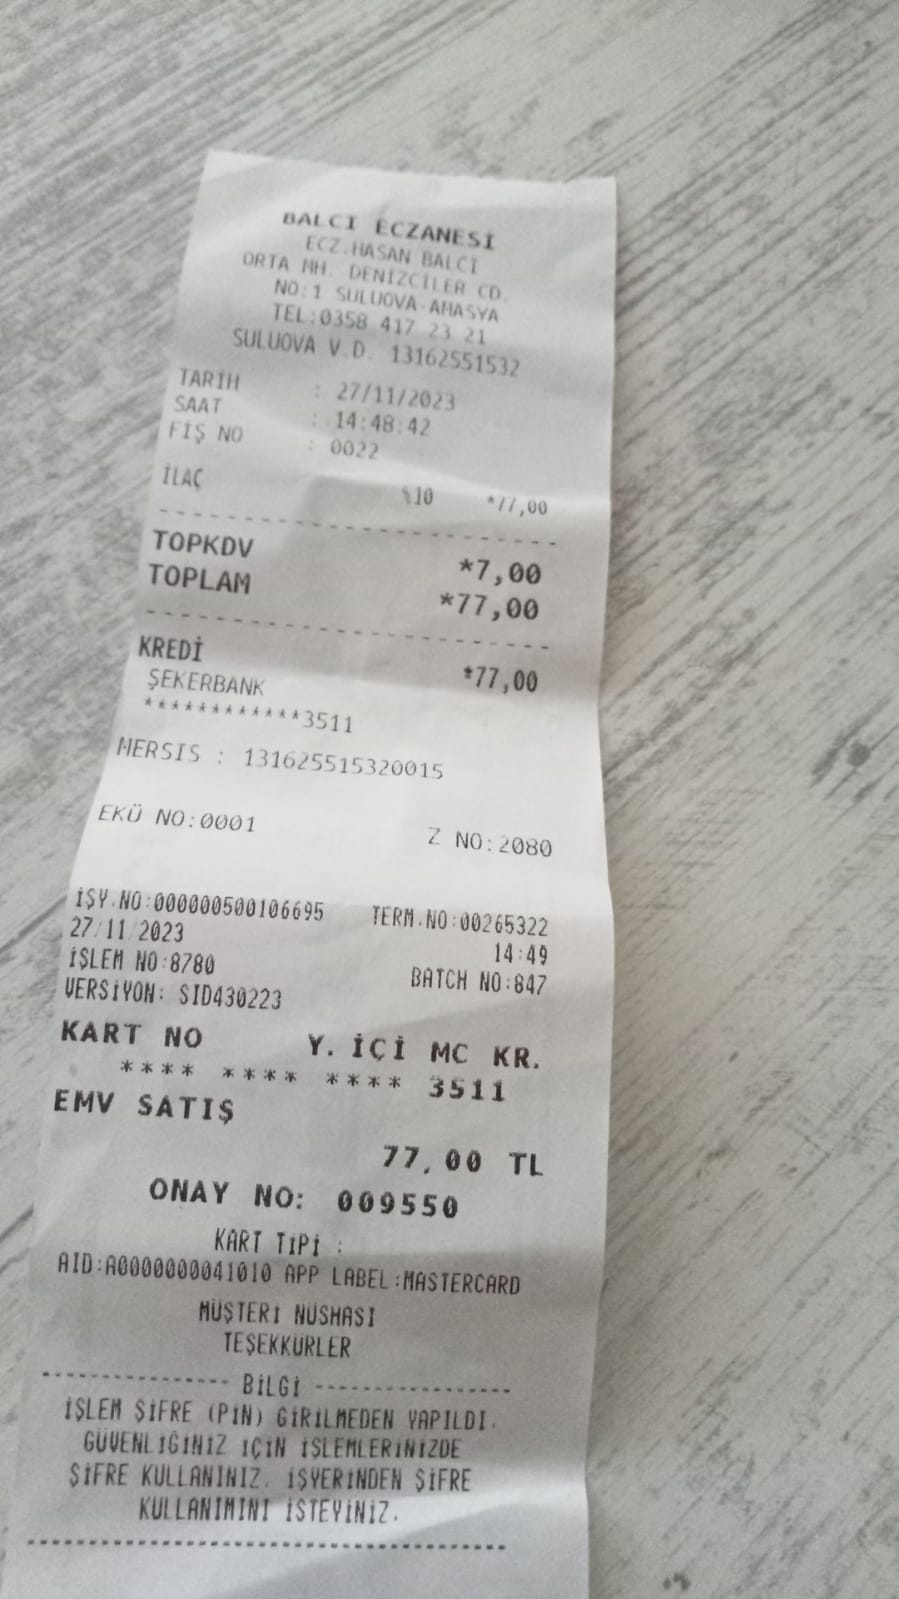 BALCI ECZANESİ
ECZ.HASAN BALCI
ORTA MH. DENİZCİLER CD.
NO:1 SULUOVA-AMASYA
TEL:0358 417 23 21
SULUOVA V.D. 13162551532
TARIH : 27/11/2023
SAAT : 14:48:42
FİŞ NO : 0022
İLAÇ %10 *77,00
TOPKDV *7,00
TOPLAM *77,00
KREDİ *77,00
ŞEKERBANK
************3511
MERSIS : 131625515320015
EKÜ NO:0001 Z NO:2080
İŞY.NO:000000500106695 TERM.NO:00265322
27/11/2023 14:49
İŞLEM NO:8780 BATCH NO:847
VERSİYON: SID430223
KART NO Y. İÇİ MC KR.
**** **** **** 3511
EMV SATIŞ
77,00 TL
ONAY NO: 009550
KART TİPİ :
AID:A0000000041010 APP LABEL:MASTERCARD
MÜŞTERİ NUSHASI
TEŞEKKÜRLER
---------------- BİLGİ ----------------
İŞLEM ŞİFRE (PİN) GİRİLMEDEN YAPILDI.
GÜVENLİĞİNİZ İÇİN İŞLEMLERİNİZDE
ŞİFRE KULLANINIZ. İŞYERİNDEN ŞİFRE
KULLANIMINI İSTEYİNİZ.